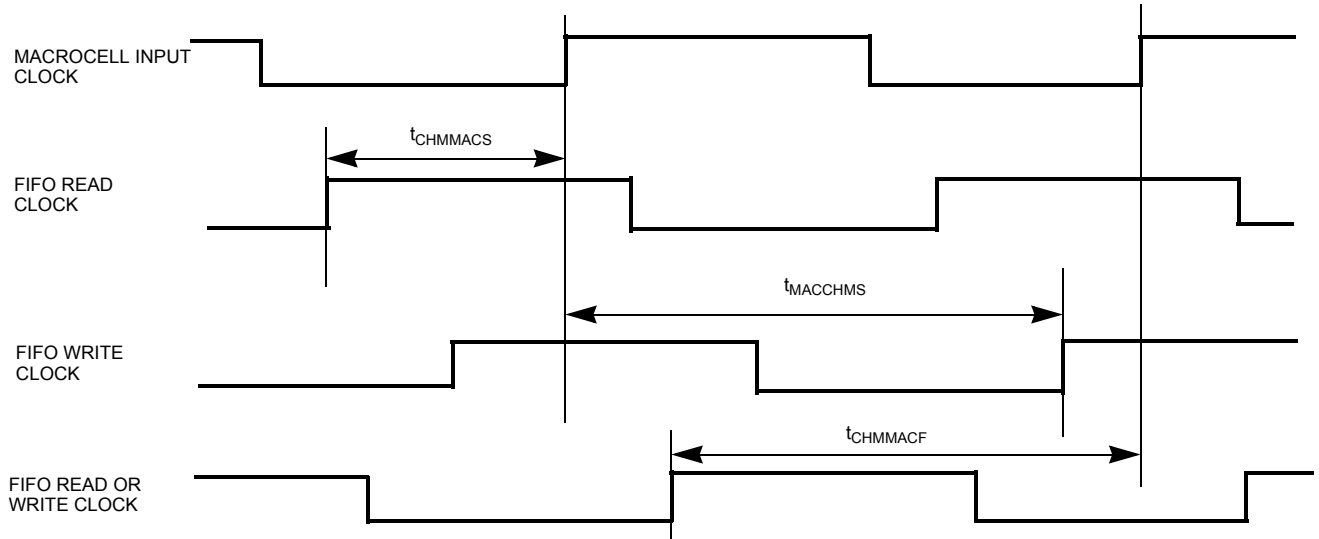 MACROCELL INPUT
CLOCK
tCHMMACS
FIFO READ
CLOCK
tMACCHMS
FIFO WRITE
CLOCK
tCHMMACF
FIFO READ OR
WRITE CLOCK